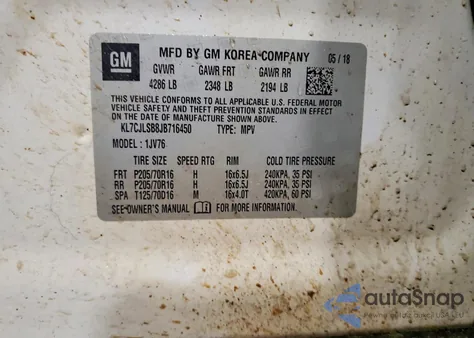 GM
MFD BY GM KOREA COMPANY 05 / 18
GVWR GAWR FRT GAWR RR
4286 LB 2348 LB 2194 LB
THIS VEHICLE CONFORMS TO ALL APPLICABLE U.S. FEDERAL MOTOR
VEHICLE SAFETY AND THEFT PREVENTION STANDARDS IN EFFECT ON
THE DATE OF MANUFACTURE SHOWN ABOVE.
KL7CJLSB8JB716450 TYPE: MPV
MODEL : 1JV76
TIRE SIZE SPEED RTG RIM COLD TIRE PRESSURE
FRT P205/70R16 H 16x6.5J 240KPA, 35 PSI
RR P205/70R16 H 16x6.5J 240KPA, 35 PSI
SPA T125/70D16 M 16x4.0T 420KPA, 60 PSI
SEE OWNER'S MANUAL i FOR MORE INFORMATION
autoSnap